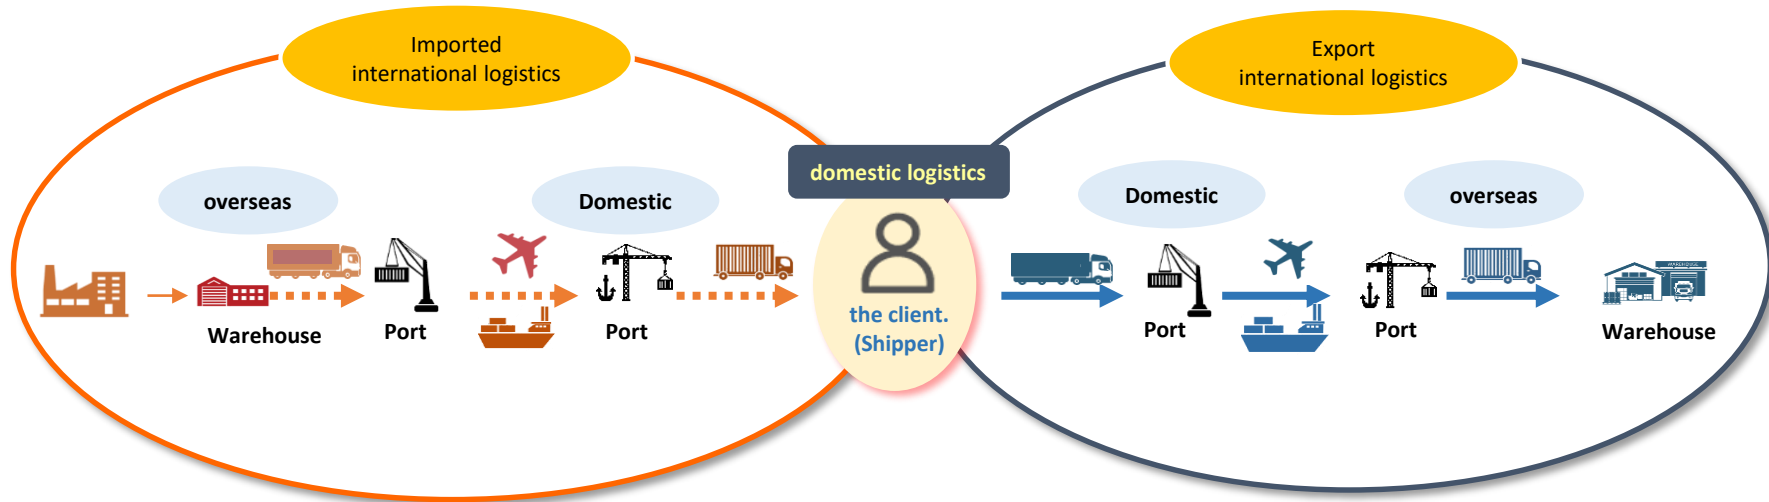 Imported
international logistics
Export
international logistics
domestic logistics
overseas
Domestic
Domestic
overseas
WAREHOUSE
the client.
(Shipper)
Warehouse
Port
Port
Port
Port
Warehouse